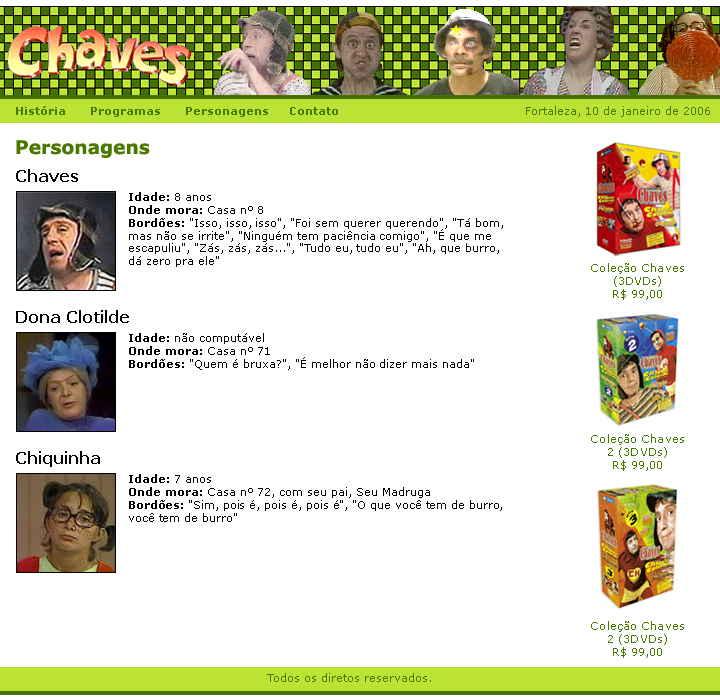 Chaves
História Programas Personagens Contato Fortaleza, 10 de janeiro de 2006
Personagens
Chaves
Idade: 8 anos
Onde mora: Casa nº 8
Bordões: "Isso, isso, isso", "Foi sem querer querendo", "Tá bom,
mas não se irrite", "Ninguém tem paciência comigo", "É que me
escapuliu", "Zás, zás, zás...", "Tudo eu, tudo eu", "Ah, que burro,
dá zero pra ele"
Dona Clotilde
Idade: não computável
Onde mora: Casa nº 71
Bordões: "Quem é bruxa?", "É melhor não dizer mais nada"
Chiquinha
Idade: 7 anos
Onde mora: Casa nº 72, com seu pai, Seu Madruga
Bordões: "Sim, pois é, pois é, pois é", "O que você tem de burro,
você tem de burro"
Coleção Chaves
(3DVDs)
R$ 99,00
Coleção Chaves
2 (3DVDs)
R$ 99,00
Coleção Chaves
2 (3DVDs)
R$ 99,00
Todos os diretos reservados.